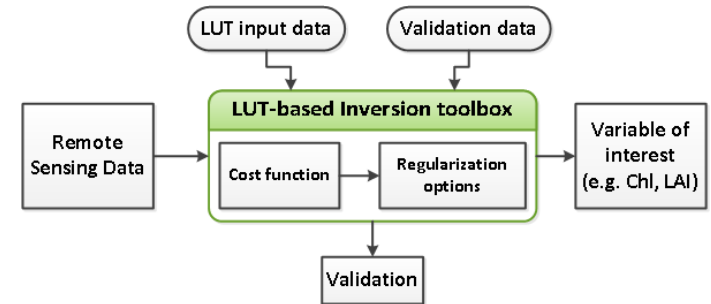 LUT input data
Validation data
LUT-based Inversion toolbox
Remote
Sensing Data
Cost function
Regularization
options
Variable of
interest
(e.g. Chl, LAI)
Validation